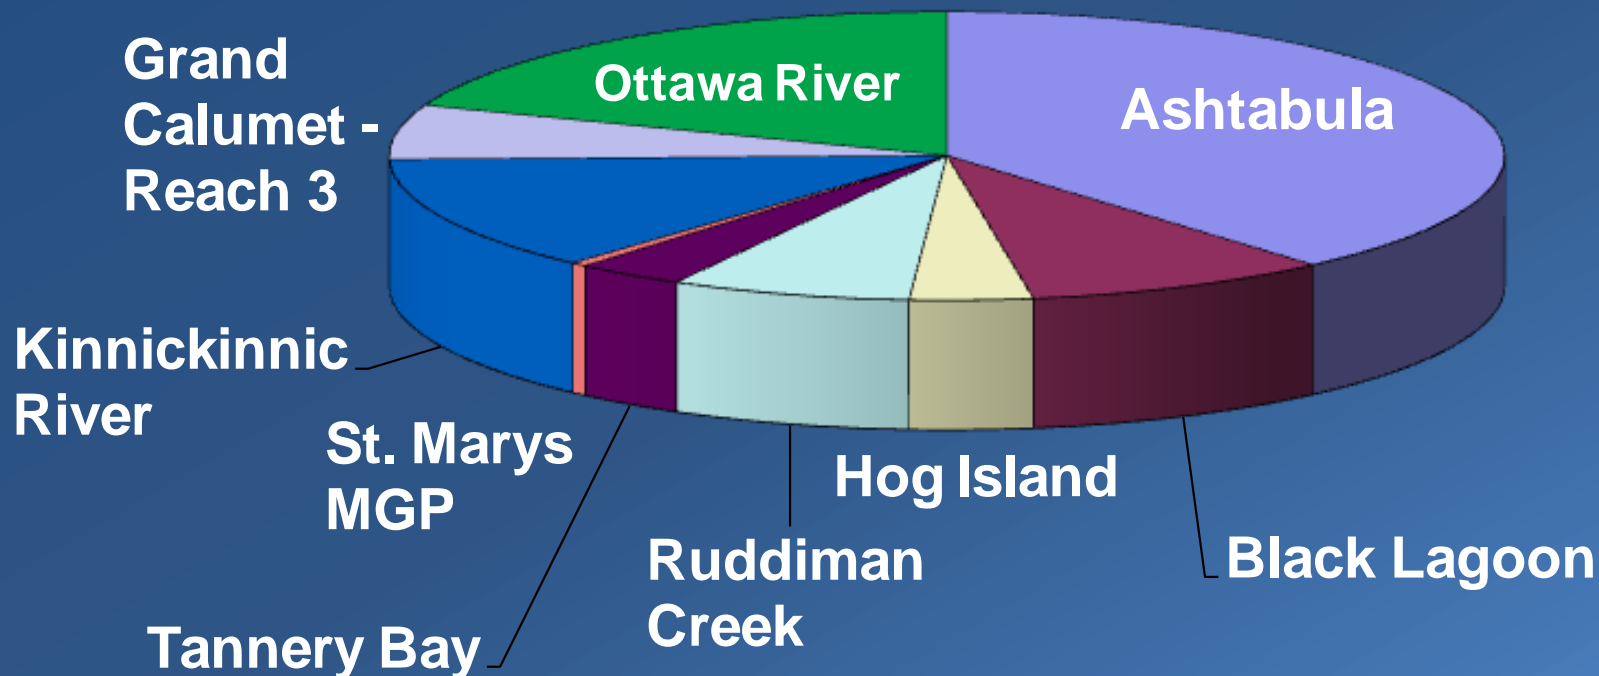 Grand
Calumet -
Reach 3
Ottawa River
Ashtabula
Kinnickinnic
River
St. Marys
MGP
Hog Island
Ruddiman
Creek
Black Lagoon
Tannery Bay